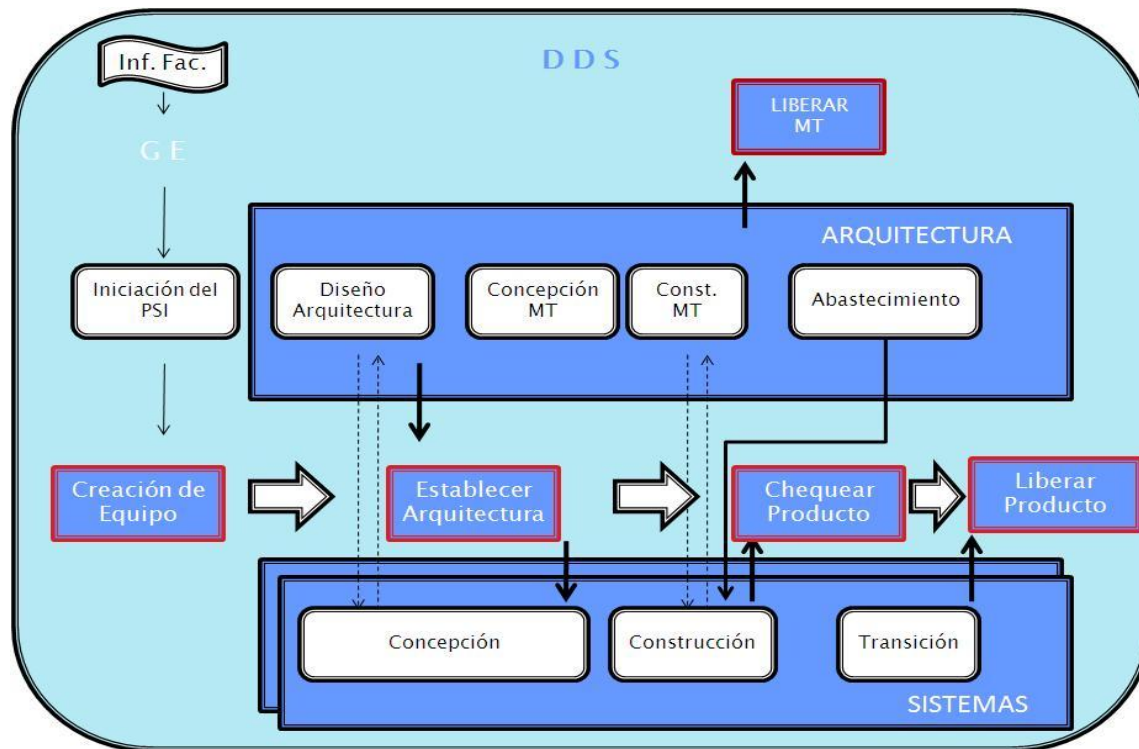 Inf. Fac.
D D S
LIBERAR
MT
G E
ARQUITECTURA
Iniciación del
PSI
Diseño
Arquitectura
Concepción
MT
Const.
MT
Abastecimiento
Creación de
Equipo
Establecer
Arquitectura
Chequear
Producto
Liberar
Producto
Concepción
Construcción
Transición
SISTEMAS